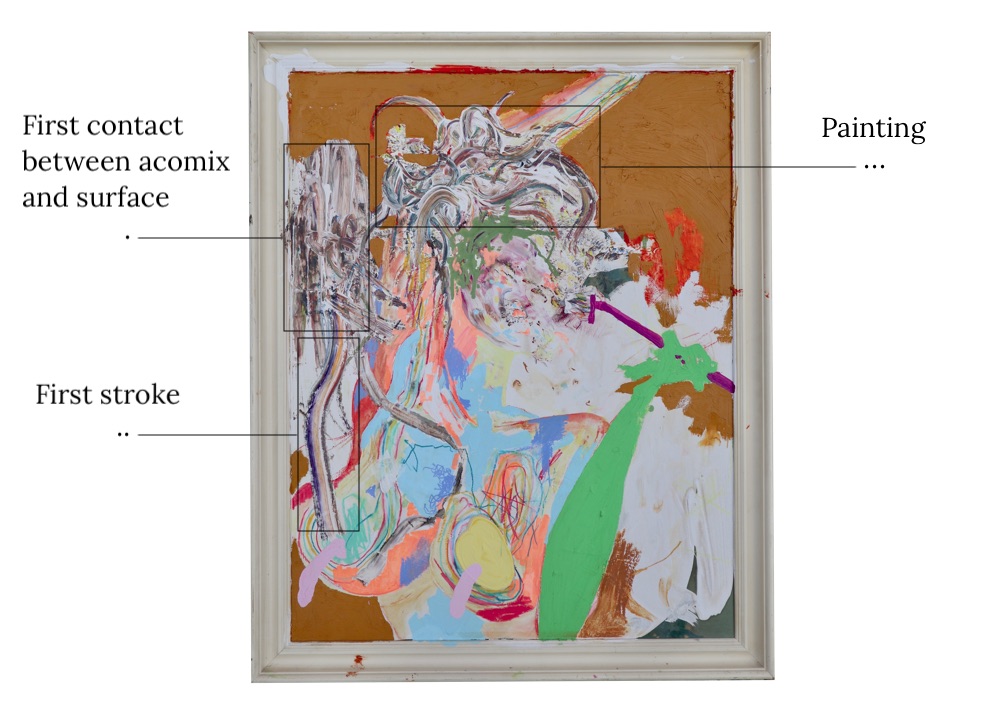 First contact
between acomix
and surface
.
First stroke
..
Painting
...